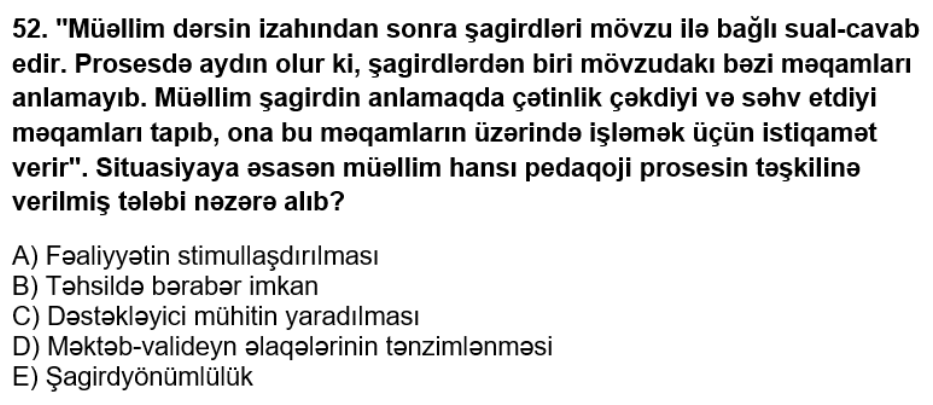 52. "Müəllim dərsin izahından sonra şagirdləri mövzu ilə bağlı sual-cavab
edir. Prosesdə aydın olur ki, şagirdlərdən biri mövzudakı bəzi məqamları
anlamayıb. Müəllim şagirdin anlamaqda çətinlik çəkdiyi və səhv etdiyi
məqamları tapıb, ona bu məqamların üzərində işləmək üçün istiqamət
verir". Situasiyaya əsasən müəllim hansı pedaqoji prosesin təşkilinə
verilmiş tələbi nəzərə alıb?
A) Fəaliyyətin stimullaşdırılması
B) Təhsildə bərabər imkan
C) Dəstəkləyici mühitin yaradılması
D) Məktəb-valideyn əlaqələrinin tənzimlənməsi
E) Şagirdyönümlülük